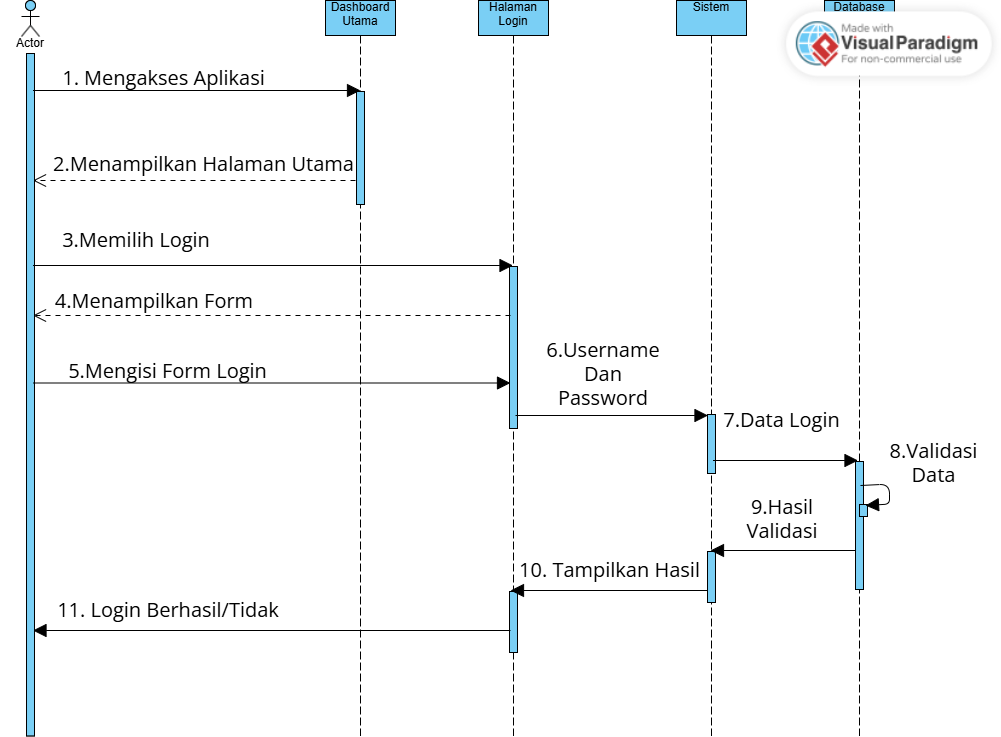 Dashboard
Utama
Halaman
Login
Sistem
Database
Made with
Visual Paradigm
For non-commercial use
Actor
1. Mengakses Aplikasi
2.Menampilkan Halaman Utama
3.Memilih Login
4.Menampilkan Form
5.Mengisi Form Login
6.Username
Dan
Password
7.Data Login
8.Validasi
Data
9.Hasil
Validasi
10. Tampilkan Hasil
11. Login Berhasil/Tidak